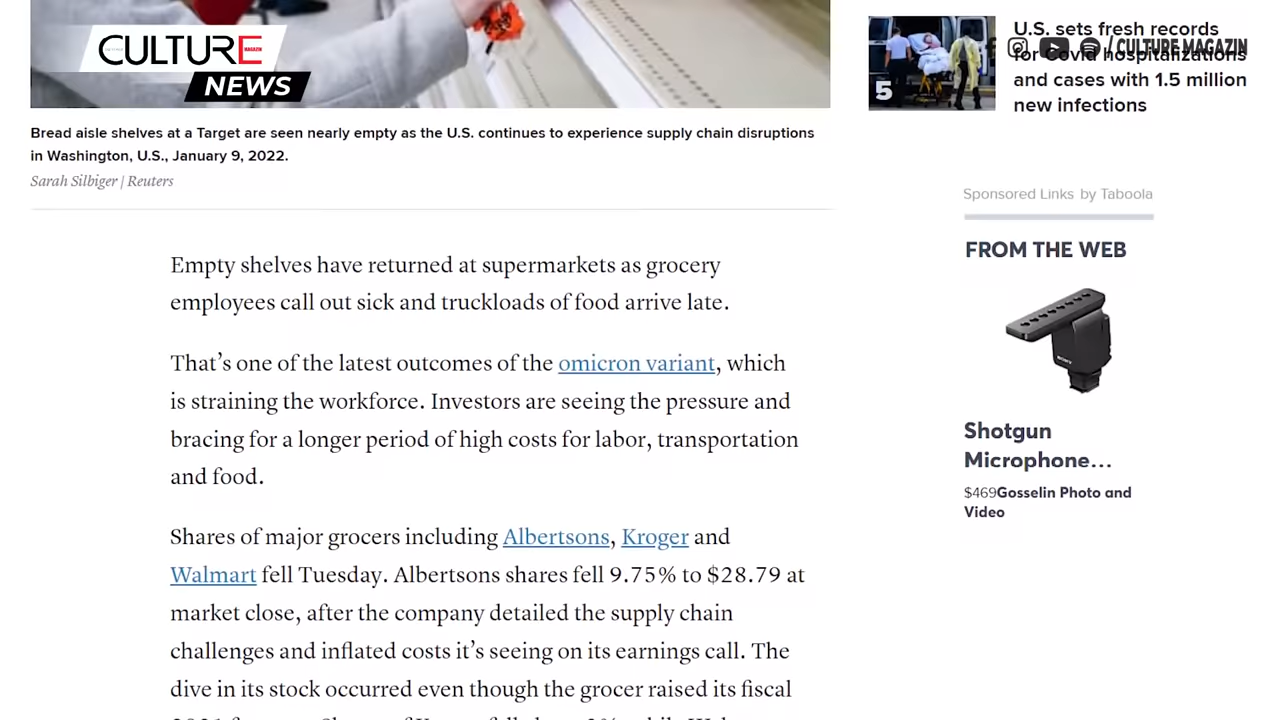 CULTURE
MAGAZIN
NEWS
Bread aisle shelves at a Target are seen nearly empty as the U.S. continues to experience supply chain disruptions
in Washington, U.S., January 9, 2022.
Sarah Silbiger | Reuters
Empty shelves have returned at supermarkets as grocery
employees call out sick and truckloads of food arrive late.
That’s one of the latest outcomes of the omicron variant, which
is straining the workforce. Investors are seeing the pressure and
bracing for a longer period of high costs for labor, transportation
and food.
Shares of major grocers including Albertsons, Kroger and
Walmart fell Tuesday. Albertsons shares fell 9.75% to $28.79 at
market close, after the company detailed the supply chain
challenges and inflated costs it’s seeing on its earnings call. The
dive in its stock occurred even though the grocer raised its fiscal
5
U.S. sets fresh records
for Covid hospitalizations
and cases with 1.5 million
new infections
/ CULTURE MAGAZIN
Sponsored Links by Taboola
FROM THE WEB
SONY
Shotgun
Microphone...
$469Gosselin Photo and
Video